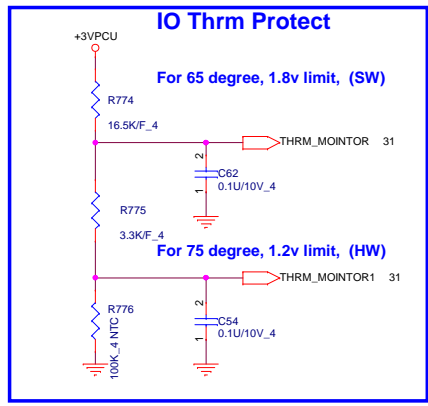 IO Thrm Protect
+3VPCU
For 65 degree, 1.8v limit, (SW)
R774
16.5K/F_4
THRM_MOINTOR 31
2
C62
1
0.1U/10V_4
R775
3.3K/F_4
For 75 degree, 1.2v limit, (HW)
THRM_MOINTOR1 31
R776
100K_4 NTC
2
C54
1
0.1U/10V_4